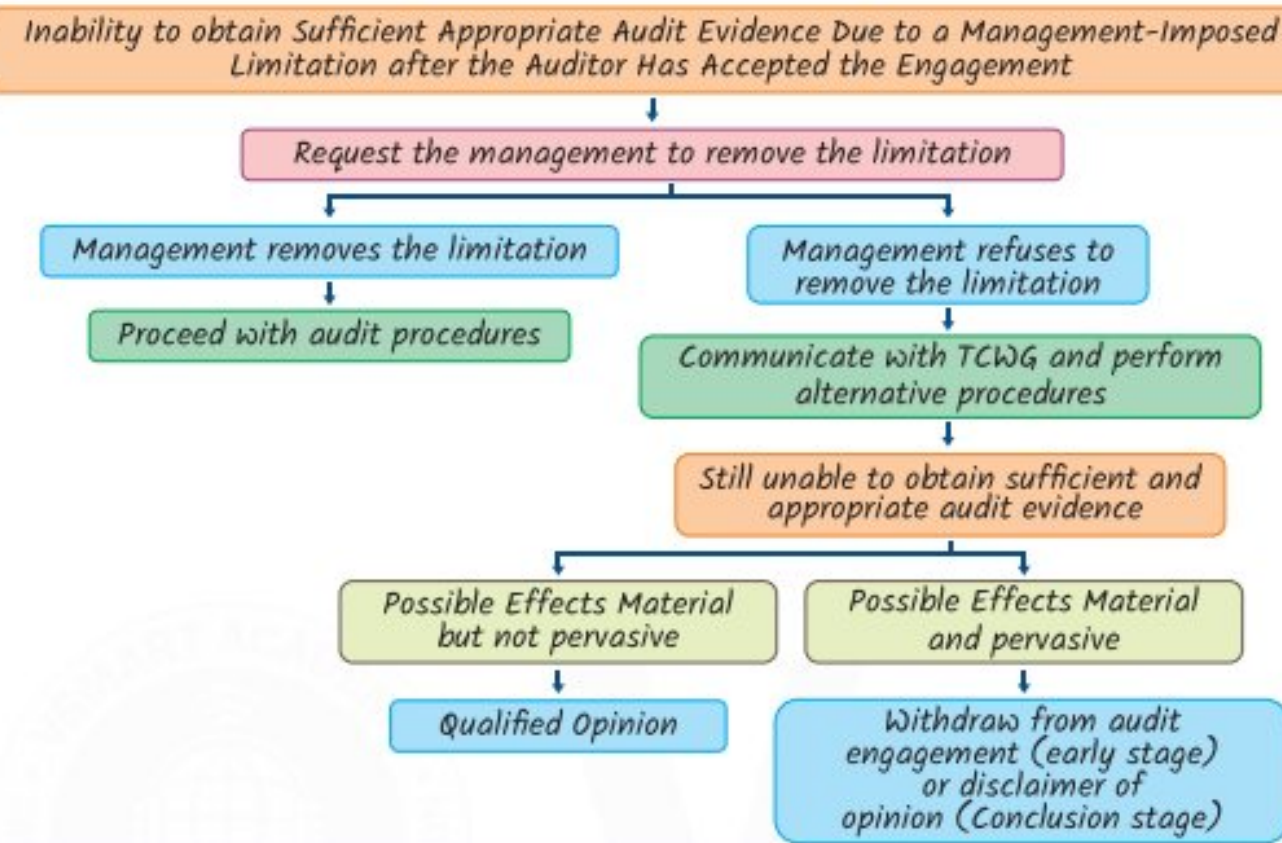 Inability to obtain Sufficient Appropriate Audit Evidence Due to a Management-Imposed
Limitation after the Auditor Has Accepted the Engagement
Request the management to remove the limitation
Management removes the limitation
Proceed with audit procedures
Management refuses to
remove the limitation
Communicate with TCWG and perform
alternative procedures
Still unable to obtain sufficient and
appropriate audit evidence
Possible Effects Material
but not pervasive
Qualified Opinion
Possible Effects Material
and pervasive
Withdraw from audit
engagement (early stage)
or disclaimer of
opinion (Conclusion stage)